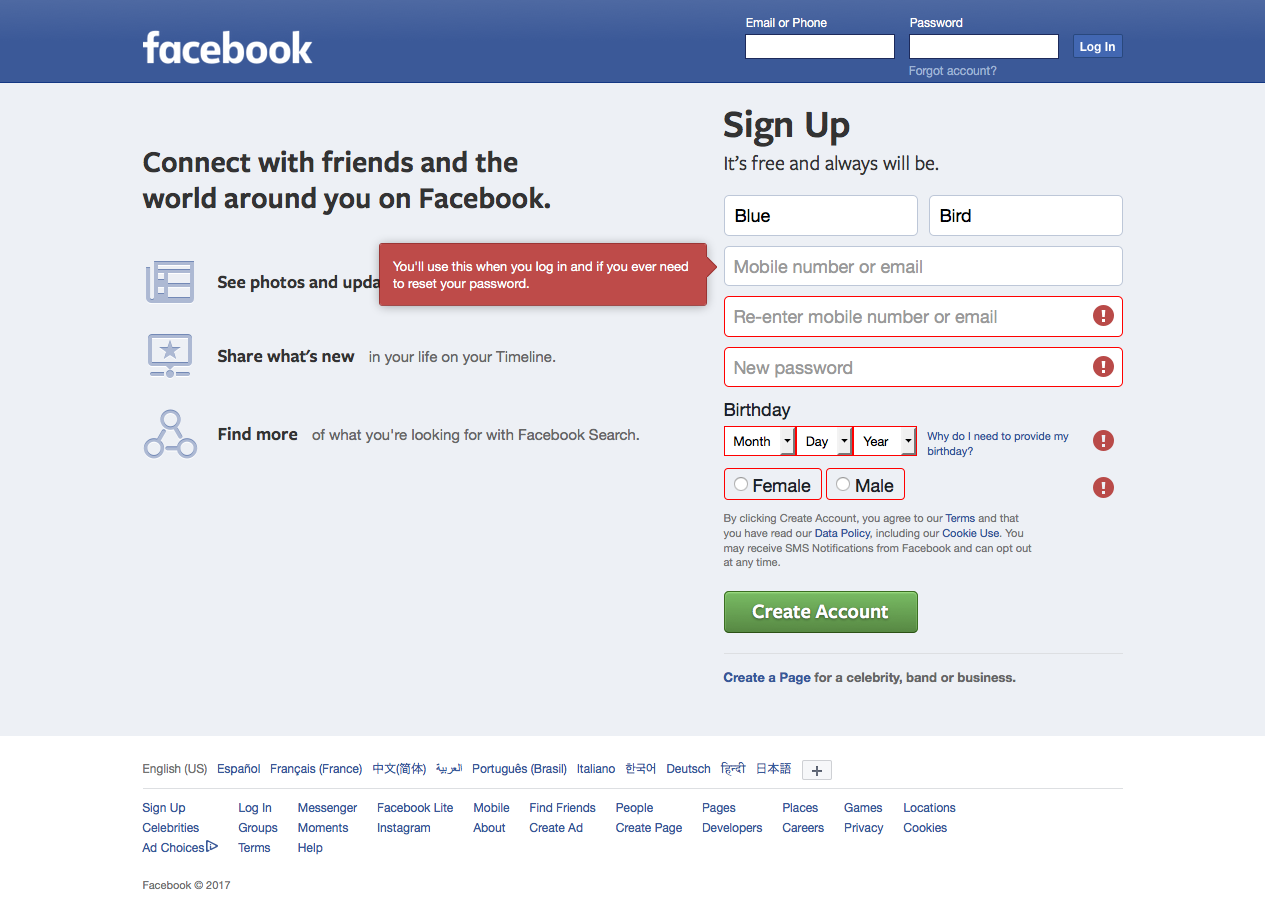 facebook
Email or Phone
Password
Log In
Forgot account?
Connect with friends and the
world around you on Facebook.
See photos and upda
Share what's new in your life on your Timeline.
Find more of what you're looking for with Facebook Search.
You'll use this when you log in and if you ever need
to reset your password.
Sign Up
It's free and always will be.
Blue Bird
Mobile number or email
Re-enter mobile number or email
New password
Birthday
Month Day Year
Why do I need to provide my
birthday?
Female Male
By clicking Create Account, you agree to our Terms and that
you have read our Data Policy, including our Cookie Use. You
may receive SMS Notifications from Facebook and can opt out
at any time.
Create Account
Create a Page for a celebrity, band or business.
English (US) Español Français (France) 中文(简体) العربية Português (Brasil) Italiano 한국어 Deutsch हिन्दी 日本語
Sign Up Log In Messenger Facebook Lite Mobile Find Friends People Pages Places Games Locations
Celebrities Groups Moments Instagram About Create Ad Create Page Developers Careers Privacy Cookies
Ad Choices Terms Help
Facebook © 2017